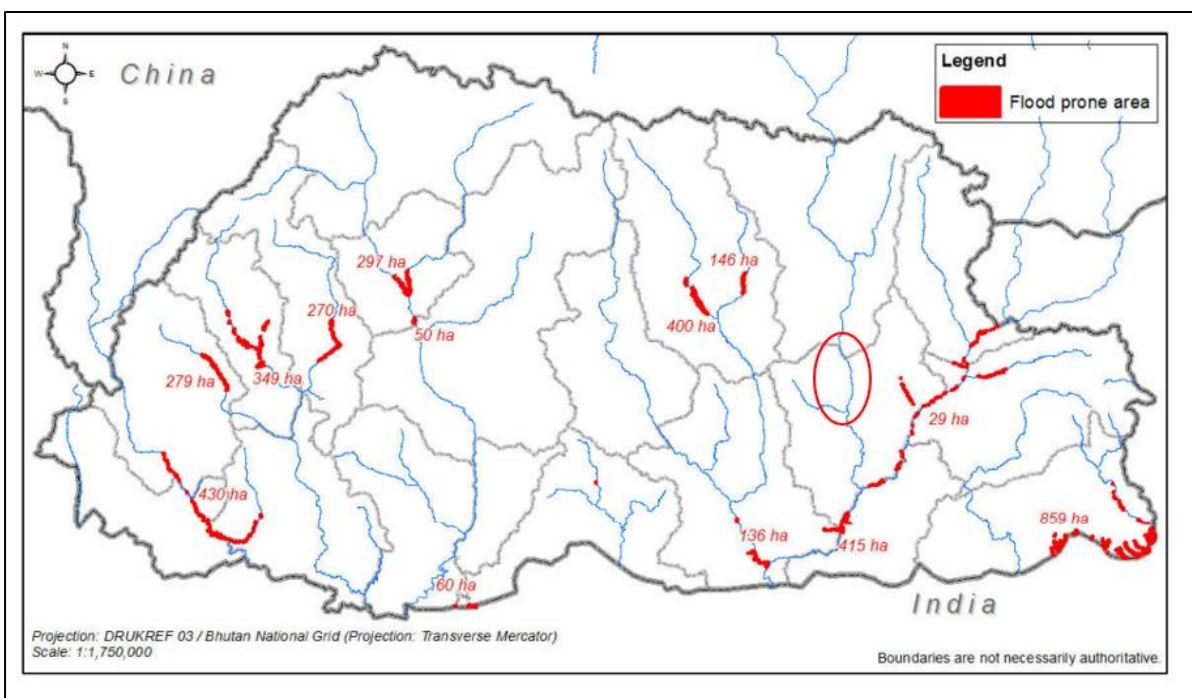 N
W E
S
China
Legend
Flood prone area
297 ha
146 ha
270 ha
400 ha
50 ha
279 ha
349 ha
29 ha
430 ha
859 ha
136 ha
415 ha
60 ha
India
Projection: DRUKREF 03 / Bhutan National Grid (Projection: Transverse Mercator)
Scale: 1:1,750,000
Boundaries are not necessarily authoritative.